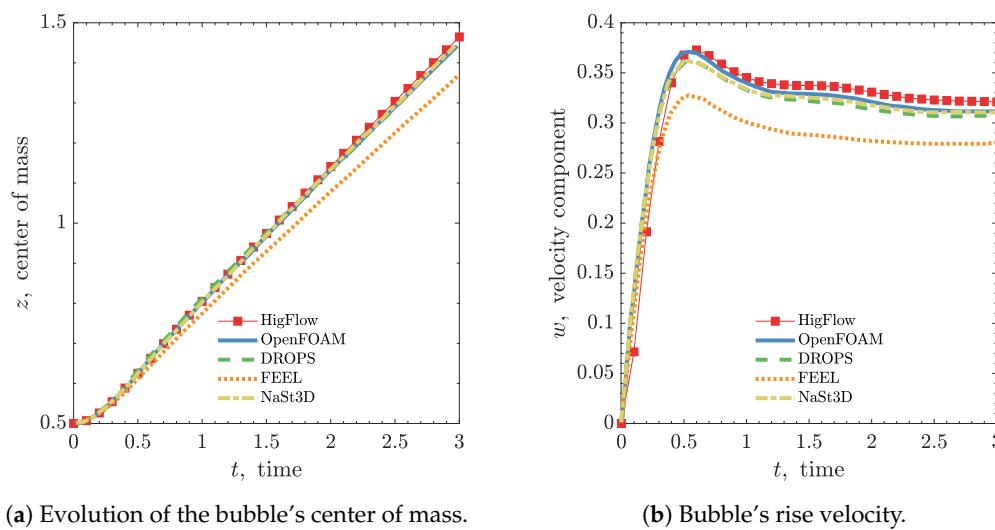 1.5
1
0.5
z, center of mass
0 0.5 1 1.5 2 2.5 3
t, time
HigFlow
OpenFOAM
DROPS
FEEL
NaSt3D
(a) Evolution of the bubble's center of mass.
0.4
0.35
0.3
0.25
0.2
0.15
0.1
0.05
0
w, velocity component
0 0.5 1 1.5 2 2.5 3
t, time
HigFlow
OpenFOAM
DROPS
FEEL
NaSt3D
(b) Bubble's rise velocity.